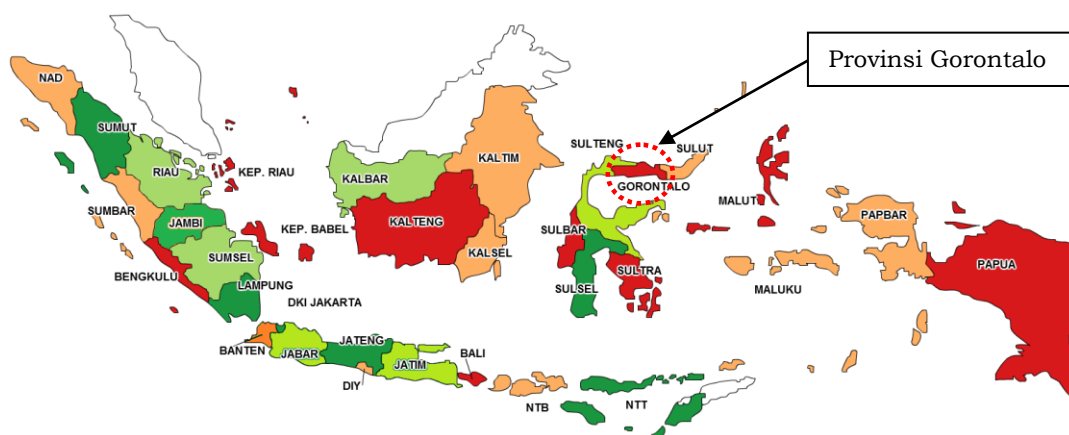 Provinsi Gorontalo
NAD
SUMUT
RIAU
KEP. RIAU
SUMBAR
JAMBI
KEP. BABEL
SUMSEL
BENGKULU
LAMPUNG
DKI JAKARTA
BANTEN
JABAR
JATENG
DIY
JATIM
BALI
NTB
NTT
KALBAR
KALTIM
KALTENG
KALSEL
SULTENG
SULUT
GORONTALO
SULBAR
SULTRA
SULSEL
MALUT
MALUKU
PAPBAR
PAPUA